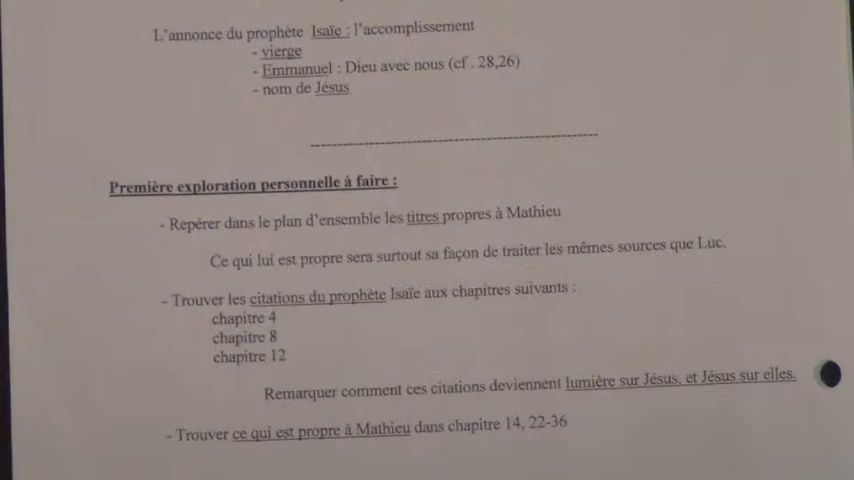 L'annonce du prophète Isaïe : l'accomplissement
- vierge
- Emmanuel : Dieu avec nous (cf . 28,26)
- nom de Jésus
------------------------------------------------------------
Première exploration personnelle à faire :
- Repérer dans le plan d'ensemble les titres propres à Mathieu
Ce qui lui est propre sera surtout sa façon de traiter les mêmes sources que Luc.
- Trouver les citations du prophète Isaïe aux chapitres suivants :
chapitre 4
chapitre 8
chapitre 12
Remarquer comment ces citations deviennent lumière sur Jésus, et Jésus sur elles.
- Trouver ce qui est propre à Mathieu dans chapitre 14, 22-36